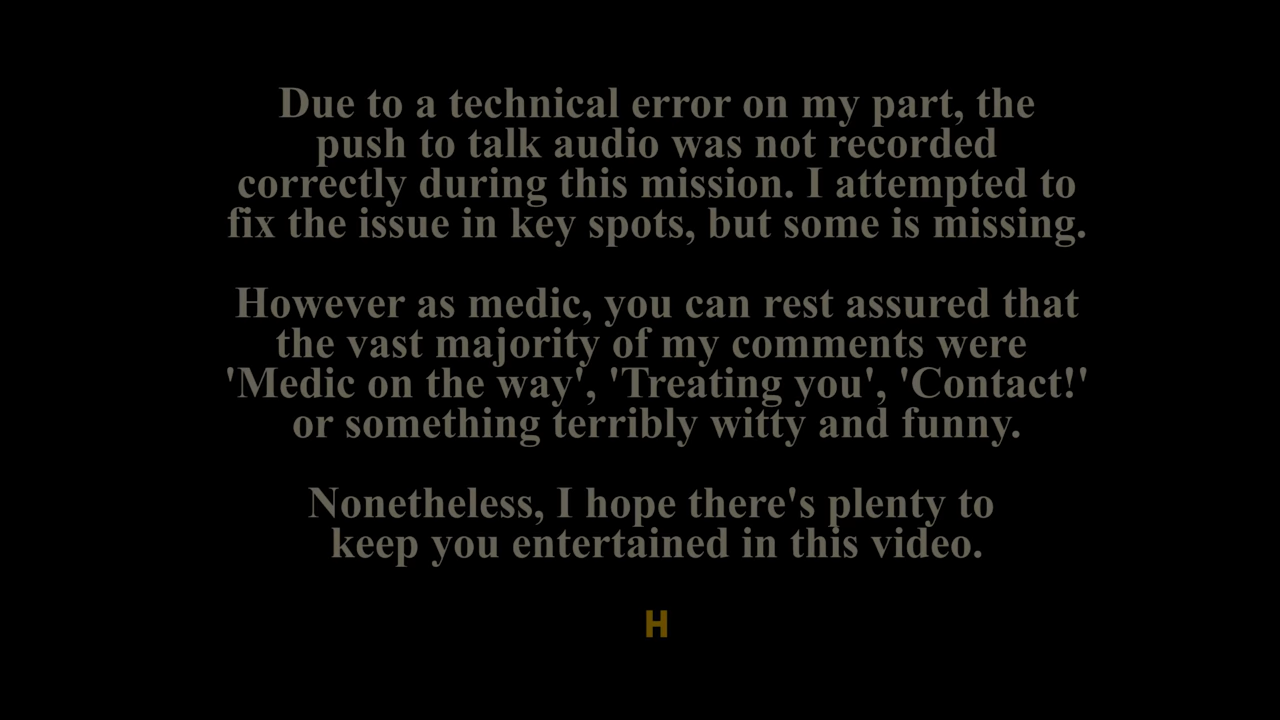 Due to a technical error on my part, the
push to talk audio was not recorded
correctly during this mission. I attempted to
fix the issue in key spots, but some is missing.
However as medic, you can rest assured that
the vast majority of my comments were
'Medic on the way', 'Treating you', 'Contact!'
or something terribly witty and funny.
Nonetheless, I hope there's plenty to
keep you entertained in this video.
H